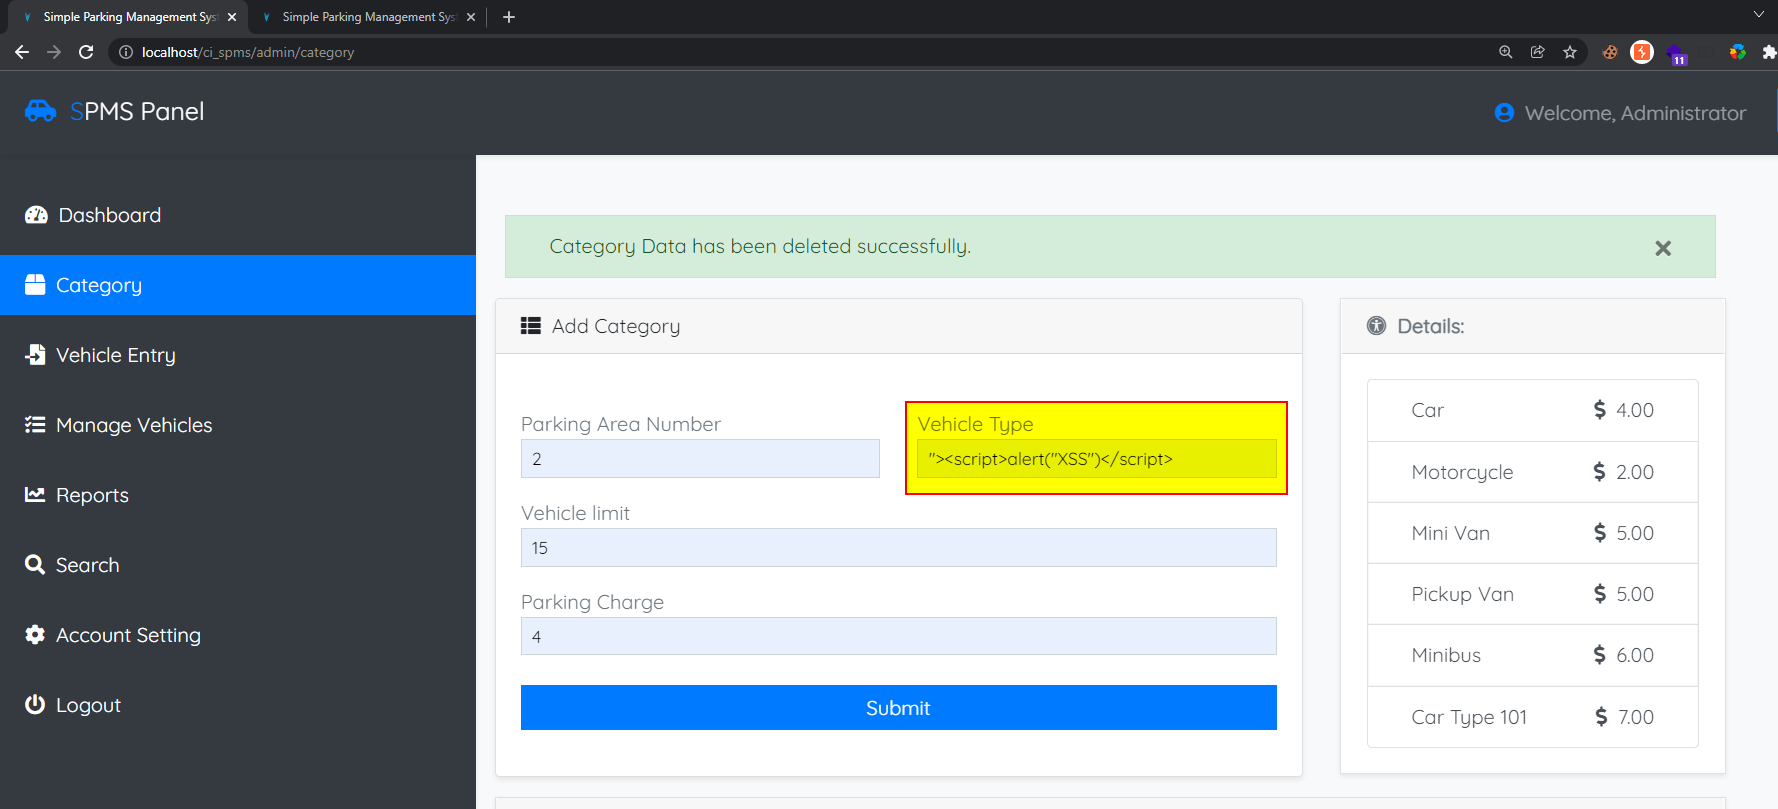 Simple Parking Management Sys
Simple Parking Management Sys
localhost/ci_spms/admin/category
11
SPMS Panel
Welcome, Administrator
Dashboard
Category
Vehicle Entry
Manage Vehicles
Reports
Search
Account Setting
Logout
Category Data has been deleted successfully.
Add Category
Parking Area Number
2
Vehicle Type
"><script>alert("XSS")</script>
Vehicle limit
15
Parking Charge
4
Submit
Details:
Car $ 4.00
Motorcycle $ 2.00
Mini Van $ 5.00
Pickup Van $ 5.00
Minibus $ 6.00
Car Type 101 $ 7.00